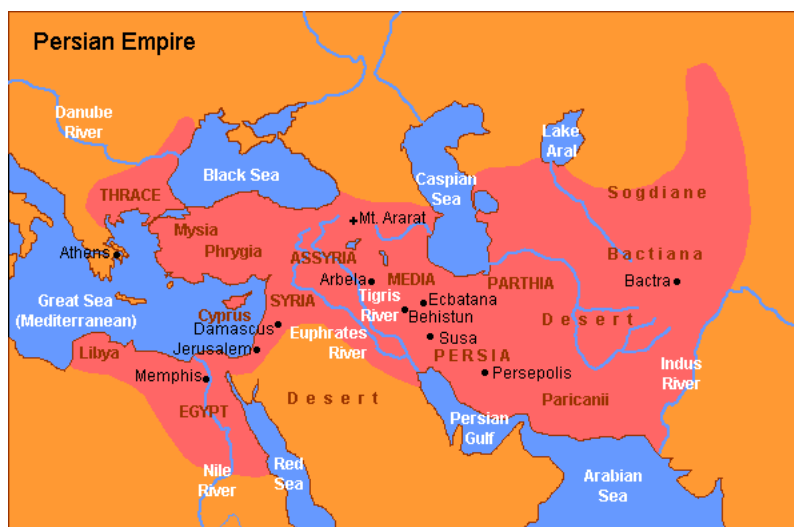 Persian Empire
Danube
River
Black Sea
Caspian
Sea
Lake
Aral
THRACE
Sogdiane
Mysia
Mt. Ararat
Phrygia
Athens
ASSYRIA
Bactiana
Arbela
MEDIA
PARTHIA
Bactra
Great Sea
(Mediterranean)
Cyprus
SYRIA
Tigris
River
Ecbatana
Behistun
Desert
Damascus
Euphrates
River
Susa
Libya
Jerusalem
PERSIA
Indus
River
Memphis
Persepolis
EGYPT
Desert
Persian
Gulf
Paricanii
Nile
River
Red
Sea
Arabian
Sea